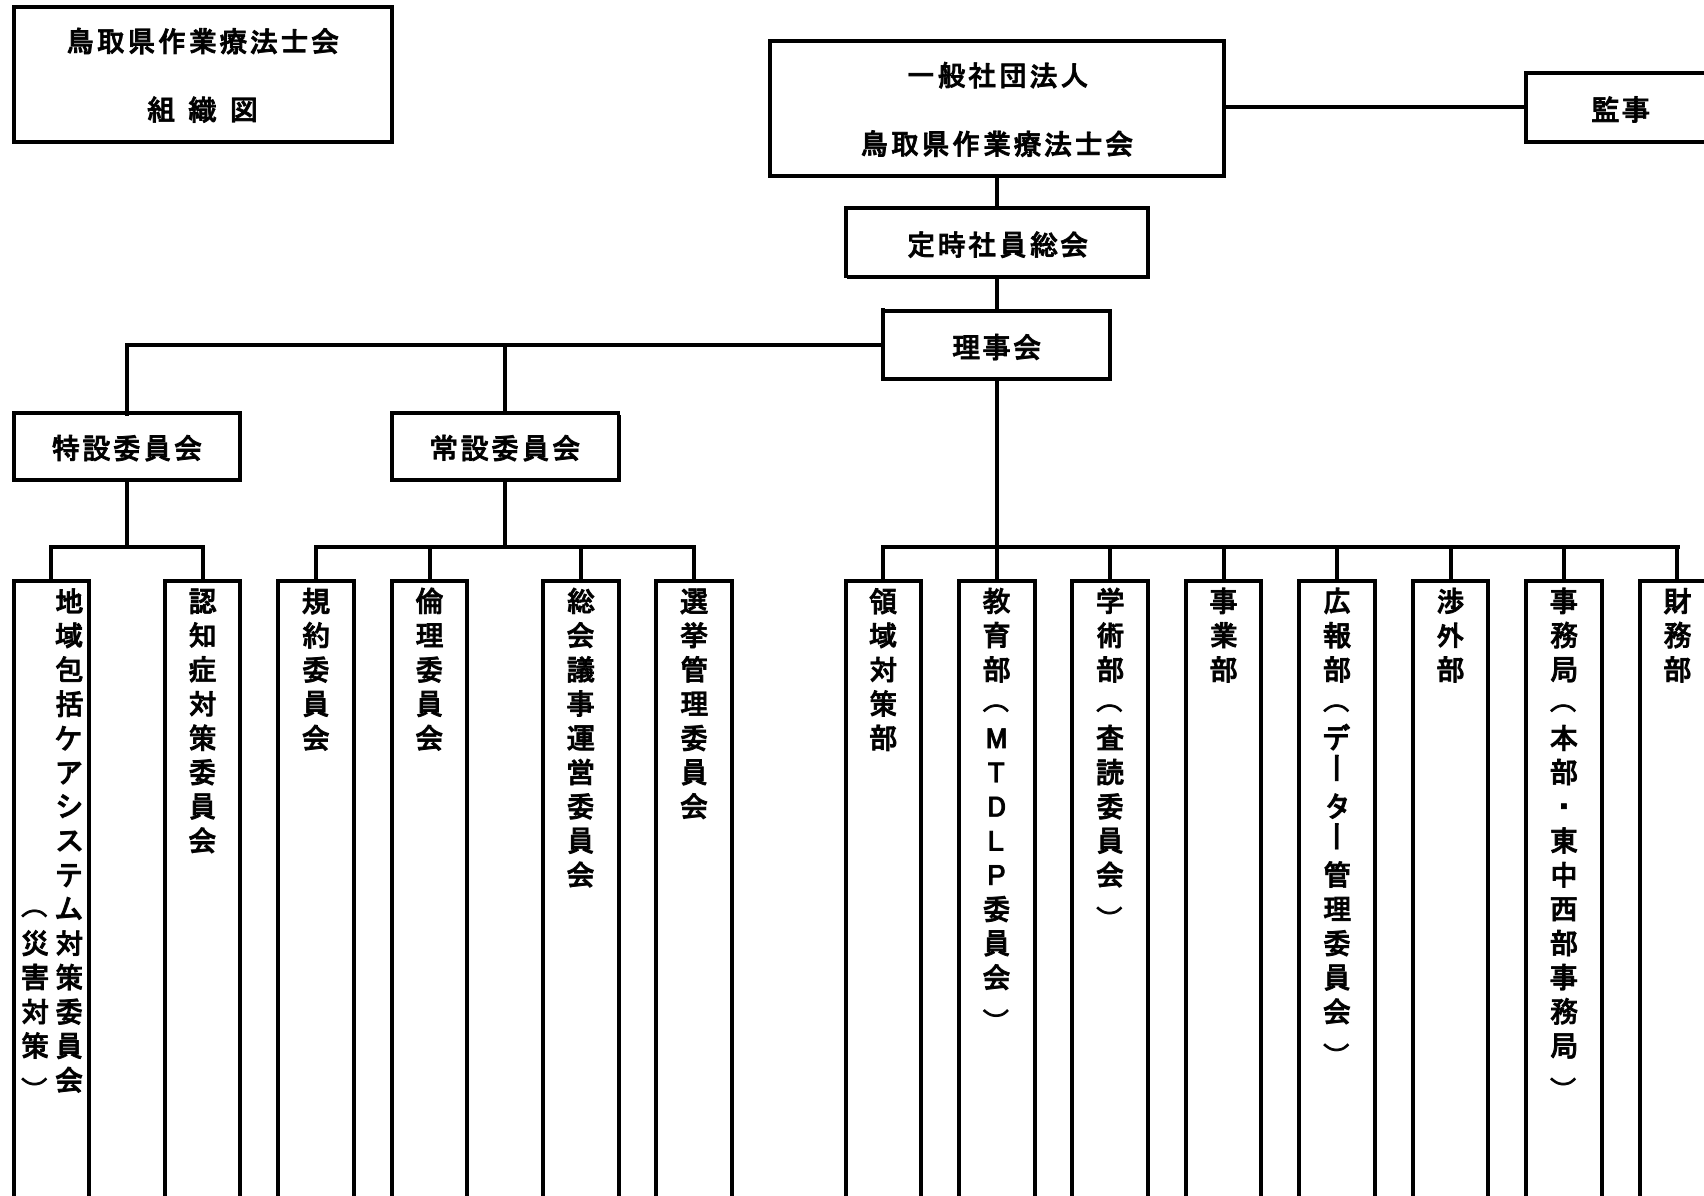 鳥取県作業療法士会
組織図
一般社団法人
鳥取県作業療法士会
監事
定時社員総会
理事会
特設委員会
常設委員会
地域包括ケアシステム対策委員会
（災害対策）
認知症対策委員会
規約委員会
倫理委員会
総会議事運営委員会
選挙管理委員会
領域対策部
教育部（ＭＴＤＬＰ委員会）
学術部（査読委員会）
事業部
広報部（データー管理委員会）
渉外部
事務局（本部・東中西部事務局）
財務部